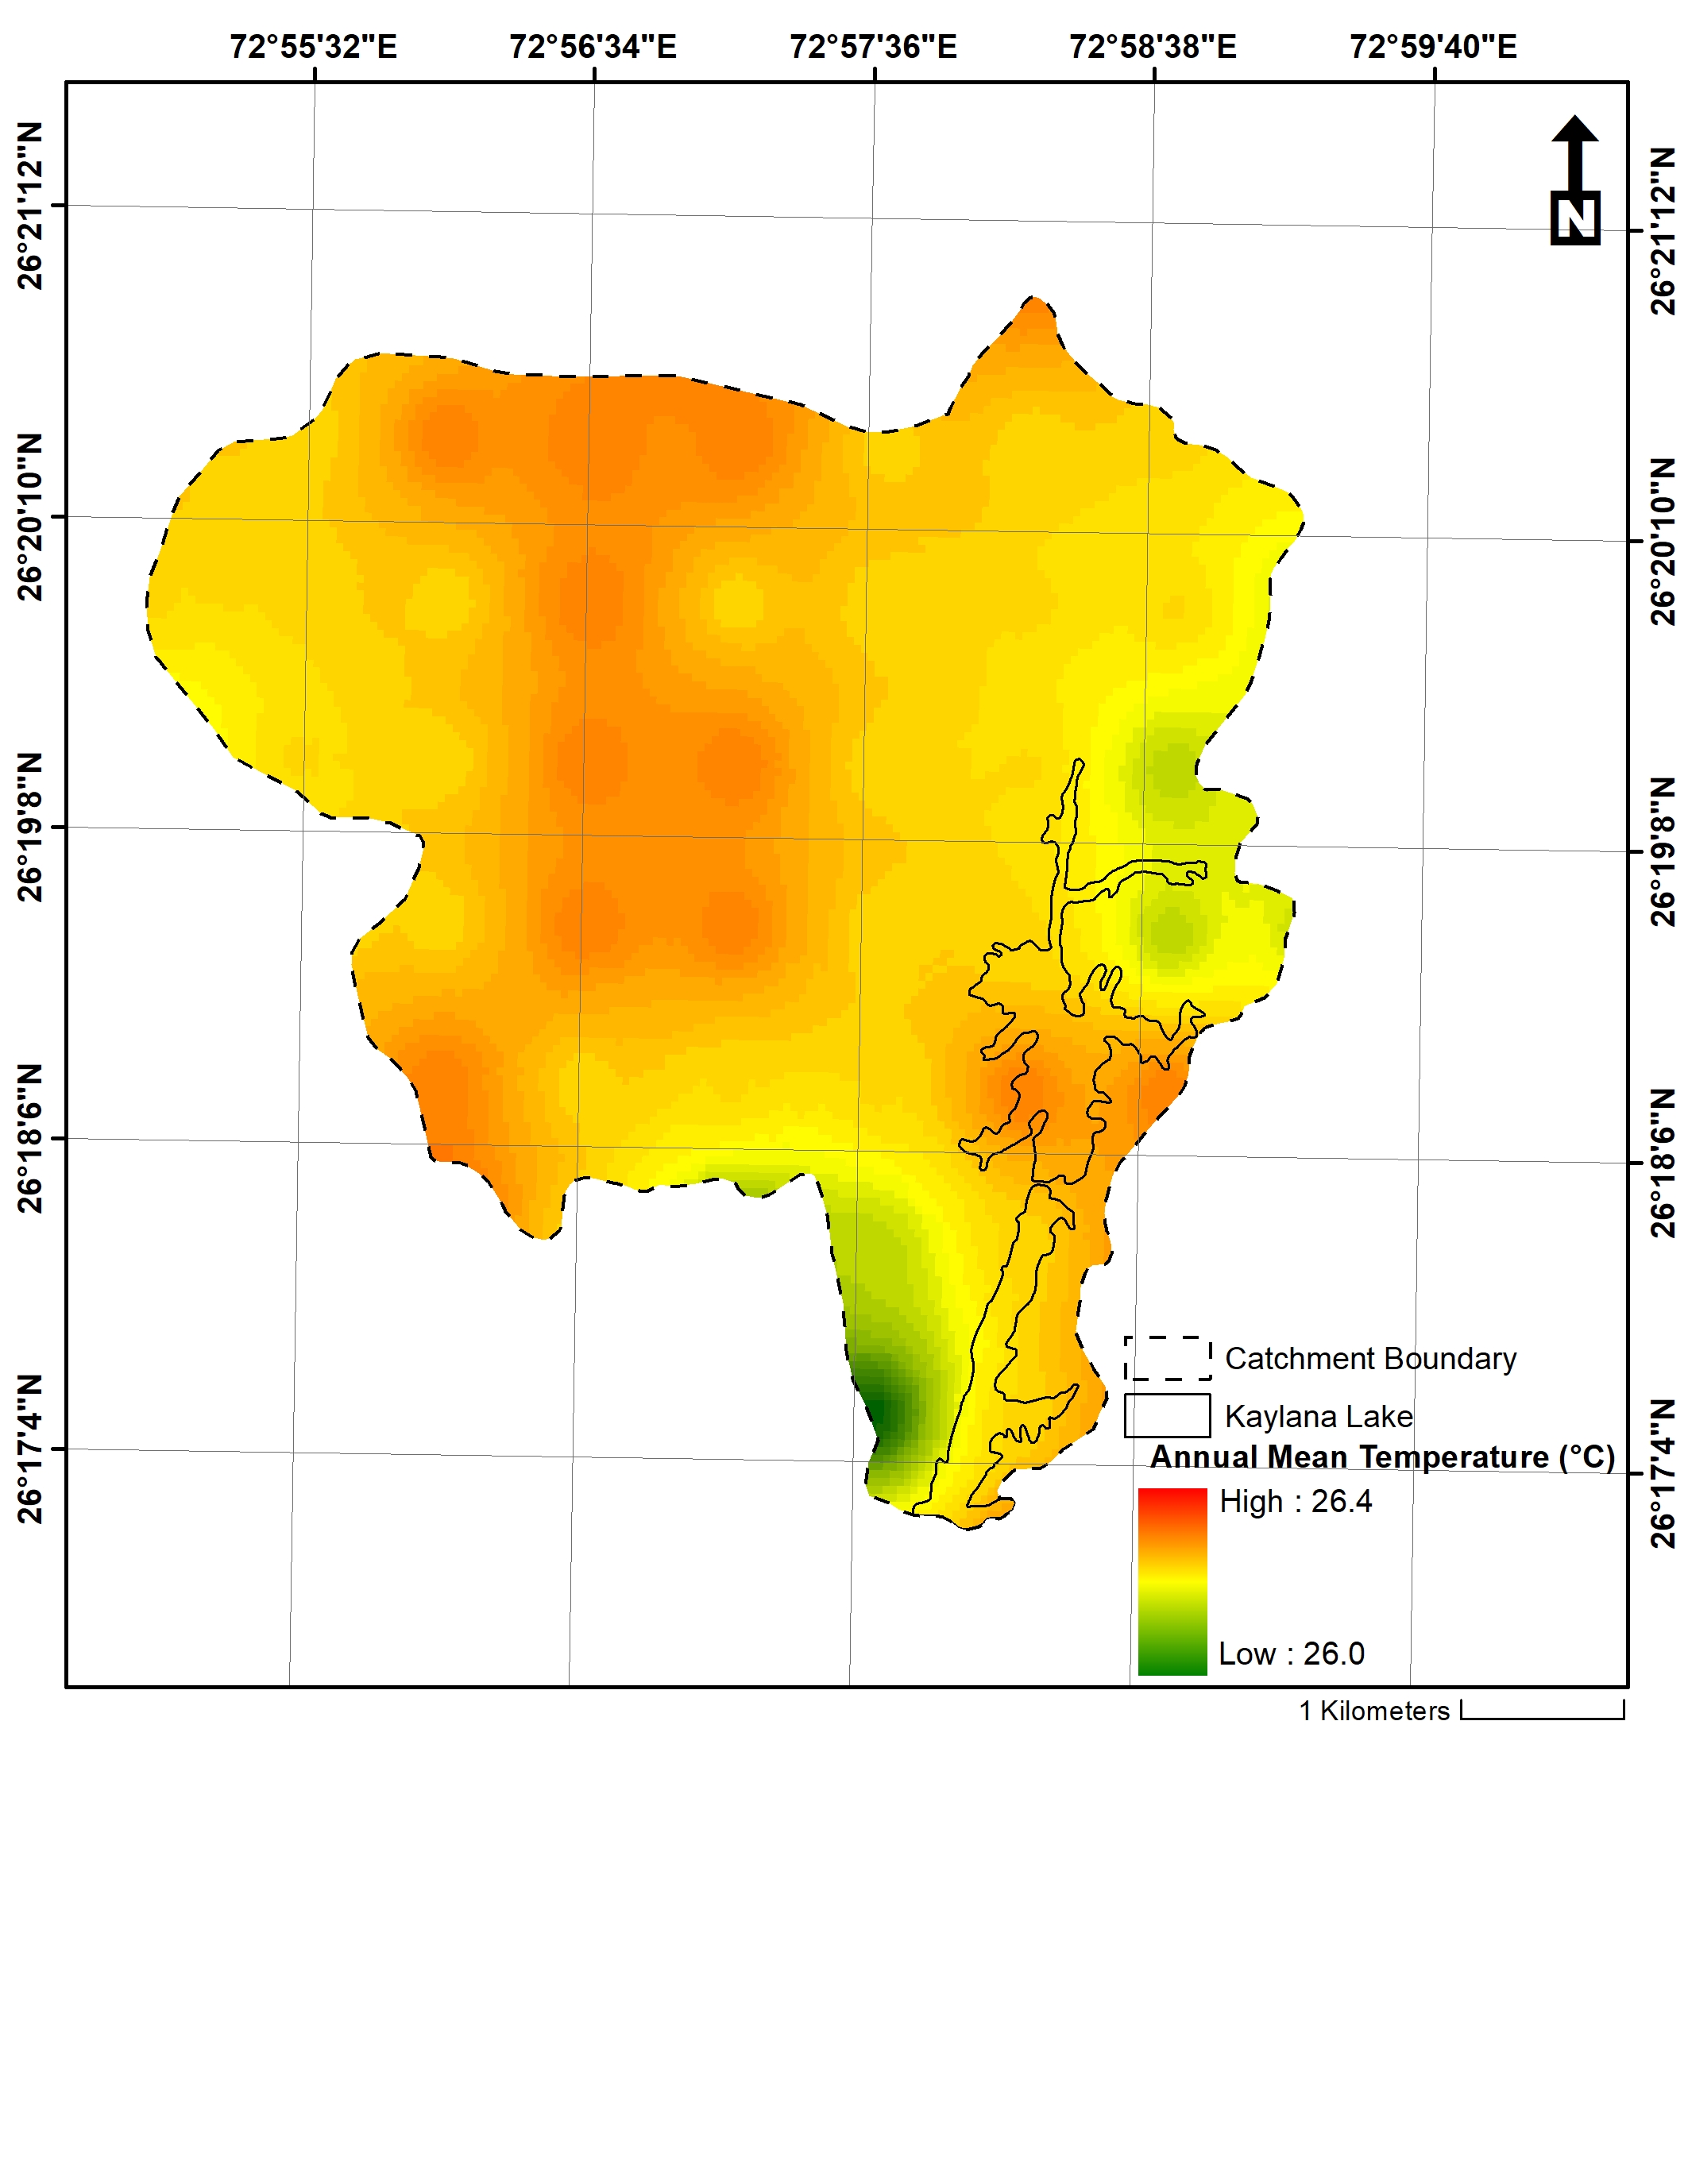 72°55'32"E 72°56'34"E 72°57'36"E 72°58'38"E 72°59'40"E
26°21'12"N
26°20'10"N
26°19'8"N
26°18'6"N
26°17'4"N
N
26°21'12"N
26°20'10"N
26°19'8"N
26°18'6"N
26°17'4"N
Catchment Boundary
Kaylana Lake
Annual Mean Temperature (°C)
High : 26.4
Low : 26.0
1 Kilometers